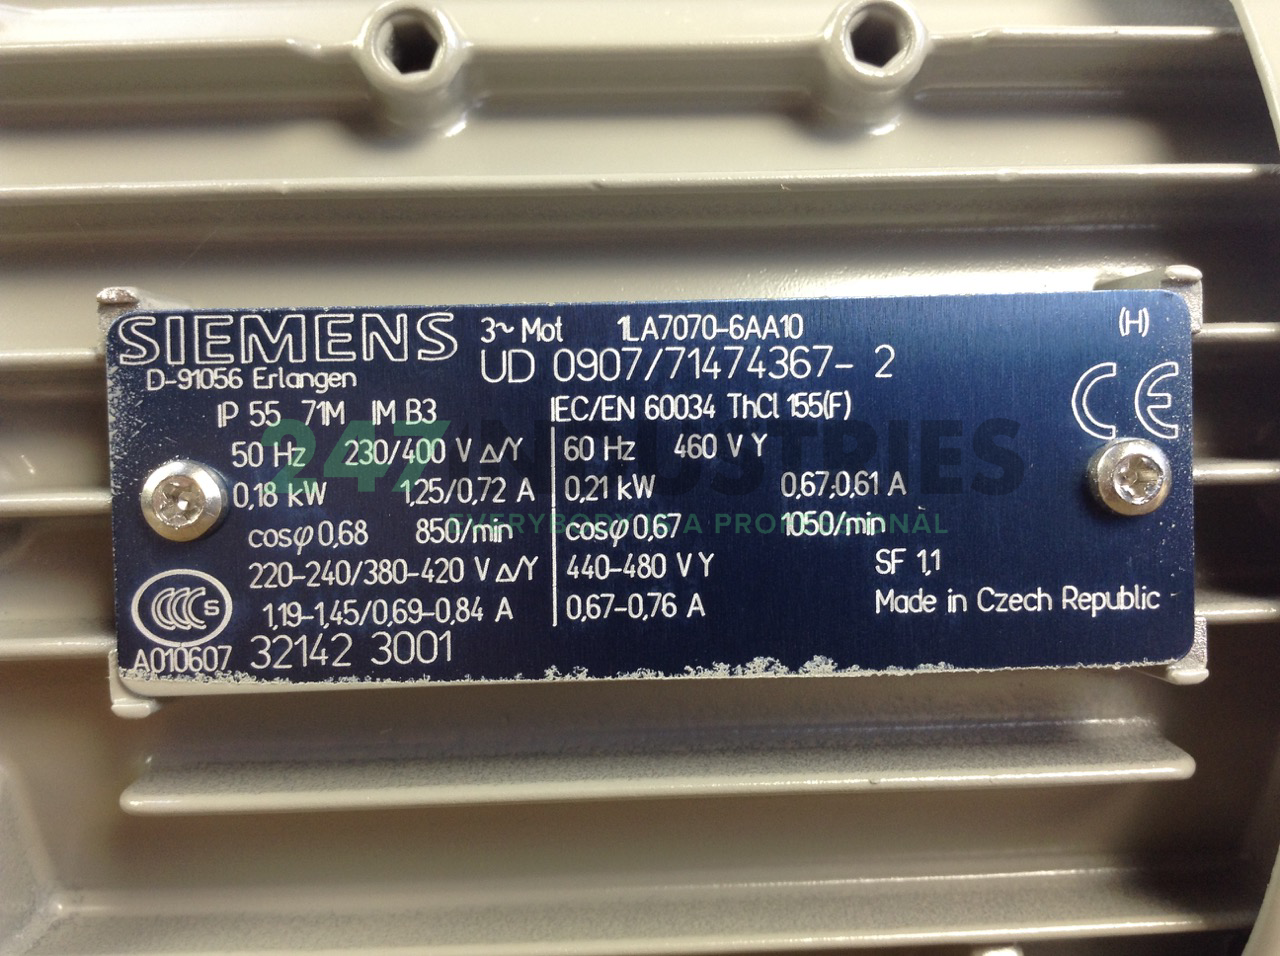 SIEMENS
D-91056 Erlangen
3~ Mot 1LA7070-6AA10
(H)
UD 0907/71474367- 2
IP 55 71M IM B3
IEC/EN 60034 ThCl 155(F)
CE
50 Hz 230/400 V Δ/Y
60 Hz 460 V Y
0,18 kW 1,25/0,72 A
0,21 kW 0,67;0,61 A
cosφ 0,68 850/min
cosφ 0,67 1050/min
220-240/380-420 V Δ/Y
440-480 V Y
SF 1,1
1,19-1,45/0,69-0,84 A
0,67-0,76 A
Made in Czech Republic
CCC S
A010607
32142 3001
247 INDUSTRIES
EVERYBODY IS A PROFESSIONAL